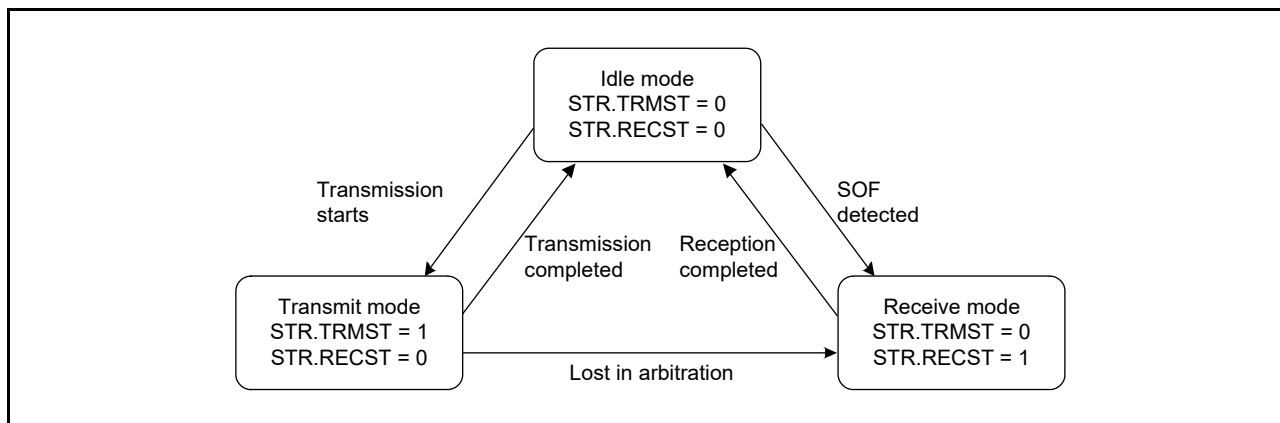 Idle mode
STR.TRMST = 0
STR.RECST = 0
Transmission
starts
SOF
detected
Transmission
completed
Reception
completed
Transmit mode
STR.TRMST = 1
STR.RECST = 0
Receive mode
STR.TRMST = 0
STR.RECST = 1
Lost in arbitration